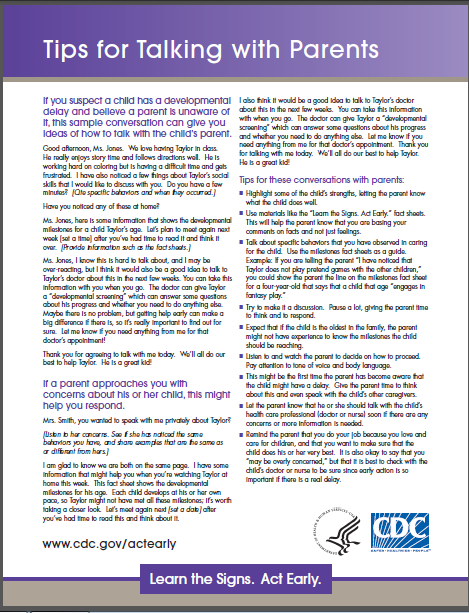 Tips for Talking with Parents
If you suspect a child has a developmental
delay and believe a parent is unaware of
it, this sample conversation can give you
ideas of how to talk with the child's parent.
Good afternoon, Ms. Jones. We love having Taylor in class.
He really enjoys story time and follows directions well. He is
working hard on coloring but is having a difficult time and gets
frustrated. I have also noticed a few things about Taylor's social
skills that I would like to discuss with you. Do you have a few
minutes? [Cite specific behaviors and when they occurred.]
Have you noticed any of these at home?
Ms. Jones, here is some information that shows the developmental
milestones for a child Taylor's age. Let's plan to meet again next
week (set a time) after you've had time to read it and think it
over. (Provide information such as the fact sheets.)
Ms. Jones, I know this is hard to talk about, and I may be
over-reacting, but I think it would also be a good idea to talk to
Taylor's doctor about this in the next few weeks. You can take this
information with you when you go. The doctor can give Taylor
a "developmental screening" which can answer some questions
about his progress and whether you need to do anything else.
Maybe there is no problem, but getting help early can make a
big difference if there is, so it's really important to find out for
sure. Let me know if you need anything from me for that
doctor's appointment!
Thank you for agreeing to talk with me today. We'll all do our
best to help Taylor. He is a great kid!
If a parent approaches you with
concerns about his or her child, this might
help you respond.
Mrs. Smith, you wanted to speak with me privately about Taylor?
[Listen to her concerns. See if she has noticed the same
behaviors you have, and share examples that are the same as
or different from hers.]
I am glad to know we are both on the same page. I have some
information that might help you when you're watching Taylor at
home this week. This fact sheet shows the developmental
milestones for his age. Each child develops at his or her own
pace, so Taylor might not have met all these milestones; it's worth
taking a closer look. Let's meet again next (set a date) after
you've had time to read this and think about it.
I also think it would be a good idea to talk to Taylor's doctor
about this in the next few weeks. You can take this information
with you when you go. The doctor can give Taylor a "developmental
screening" which can answer some questions about his progress
and whether you need to do anything else. Let me know if you
need anything from me for that doctor's appointment. Thank you
for talking with me today. We'll all do our best to help Taylor.
He is a great kid!
Tips for these conversations with parents:
Highlight some of the child's strengths, letting the parent know
what the child does well.
Use materials like the "Learn the Signs. Act Early." fact sheets.
This will help the parent know that you are basing your
comments on facts and not just feelings.
Talk about specific behaviors that you have observed in caring
for the child. Use the milestones fact sheets as a guide.
Example: If you are telling the parent "I have noticed that
Taylor does not play pretend games with the other children,"
you could show the parent the line on the milestones fact sheet
for a four-year-old that says that a child that age "engages in
fantasy play."
Try to make it a discussion. Pause a lot, giving the parent time
to think and to respond.
Expect that if the child is the oldest in the family, the parent
might not have experience to know the milestones the child
should be reaching.
Listen to and watch the parent to decide on how to proceed.
Pay attention to tone of voice and body language.
This might be the first time the parent has become aware that
the child might have a delay. Give the parent time to think
about this and even speak with the child's other caregivers.
Let the parent know that he or she should talk with the child's
health care professional (doctor or nurse) soon if there are any
concerns or more information is needed.
Remind the parent that you do your job because you love and
care for children, and that you want to make sure that the
child does his or her very best. It is also okay to say that you
"may be overly concerned," but that it is best to check with the
child's doctor or nurse to be sure since early action is so
important if there is a real delay.
www.cdc.gov/actearly
CDC
SAFER • HEALTHIER • PEOPLE
Learn the Signs. Act Early.